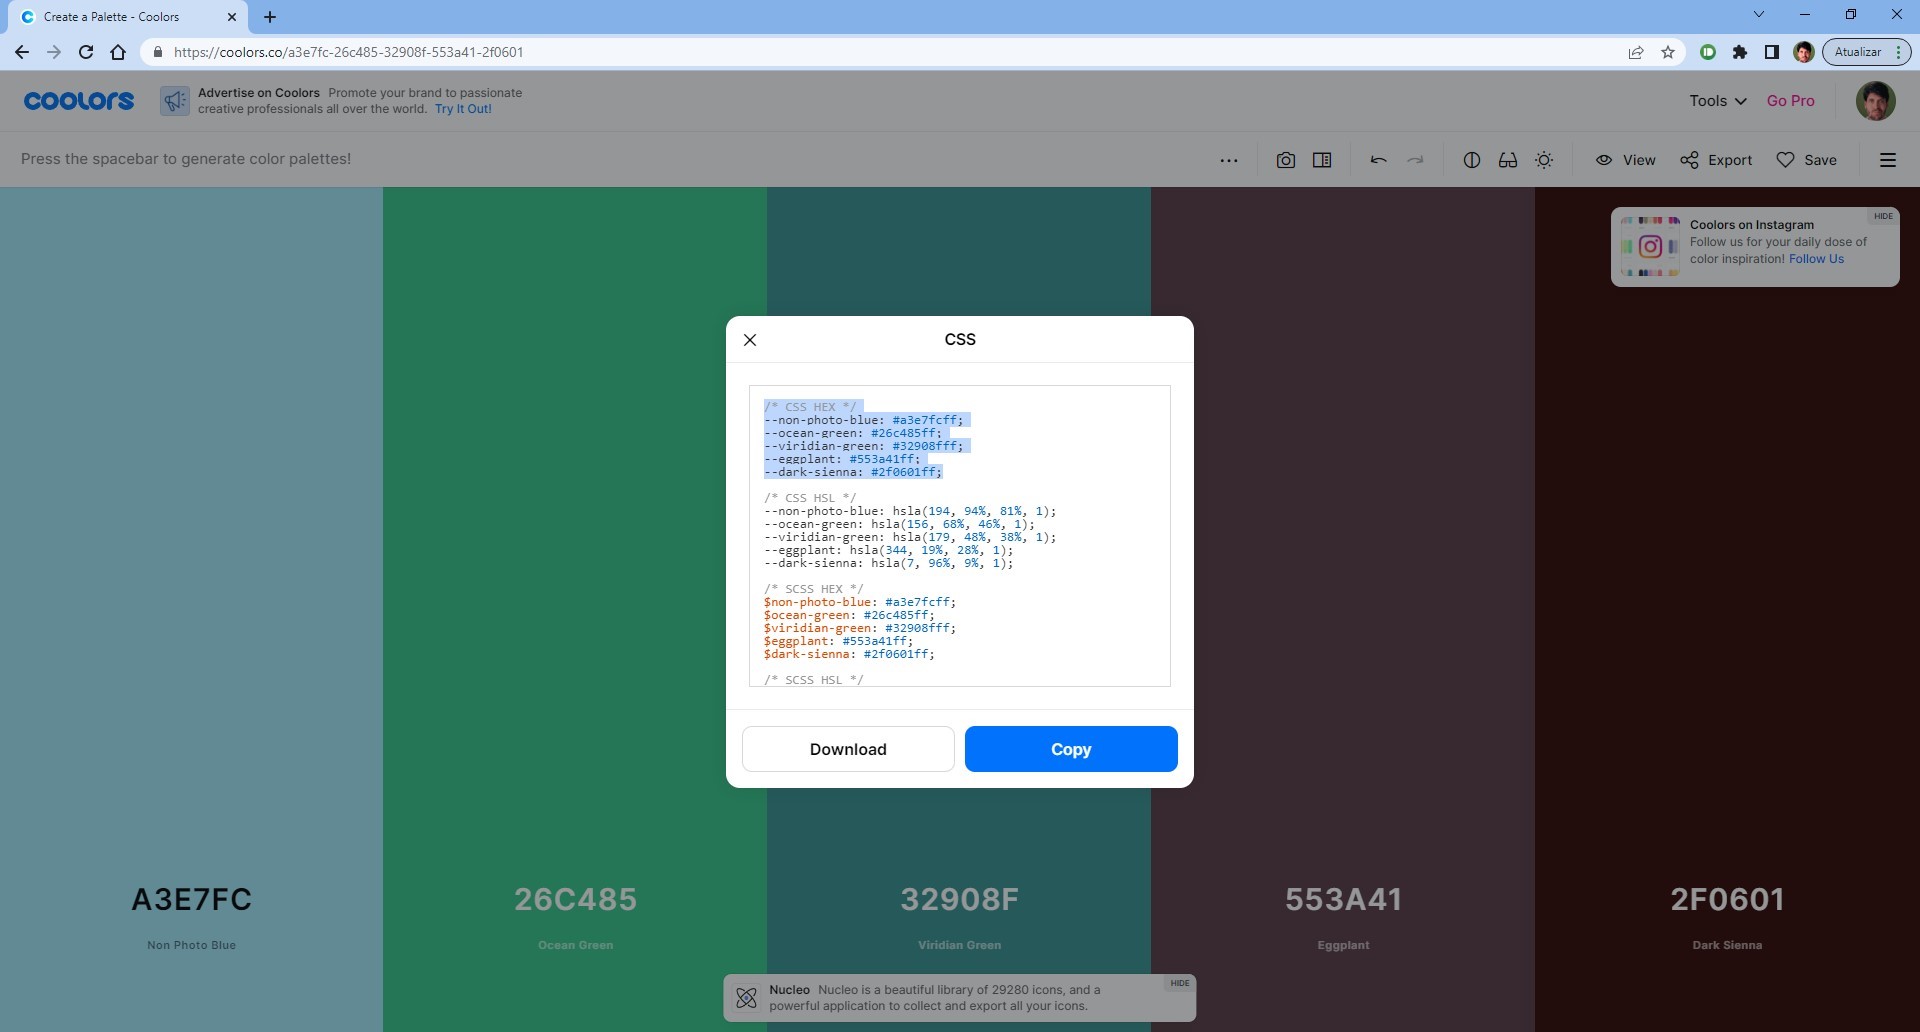 Create a Palette - Coolors
https://coolors.co/a3e7fc-26c485-32908f-553a41-2f0601
Atualizar
coolors
Advertise on Coolors Promote your brand to passionate
creative professionals all over the world. Try It Out!
Tools
Go Pro
Press the spacebar to generate color palettes!
View
Export
Save
HIDE
Coolors on Instagram
Follow us for your daily dose of
color inspiration! Follow Us
CSS
/* CSS HEX */
--non-photo-blue: #a3e7fcff;
--ocean-green: #26c485ff;
--viridian-green: #32908fff;
--eggplant: #553a41ff;
--dark-sienna: #2f0601ff;
/* CSS HSL */
--non-photo-blue: hsla(194, 94%, 81%, 1);
--ocean-green: hsla(156, 68%, 46%, 1);
--viridian-green: hsla(179, 48%, 38%, 1);
--eggplant: hsla(344, 19%, 28%, 1);
--dark-sienna: hsla(7, 96%, 9%, 1);
/* SCSS HEX */
$non-photo-blue: #a3e7fcff;
$ocean-green: #26c485ff;
$viridian-green: #32908fff;
$eggplant: #553a41ff;
$dark-sienna: #2f0601ff;
/* SCSS HSL */
Download
Copy
A3E7FC
Non Photo Blue
26C485
Ocean Green
32908F
Viridian Green
553A41
Eggplant
2F0601
Dark Sienna
HIDE
Nucleo Nucleo is a beautiful library of 29280 icons, and a
powerful application to collect and export all your icons.